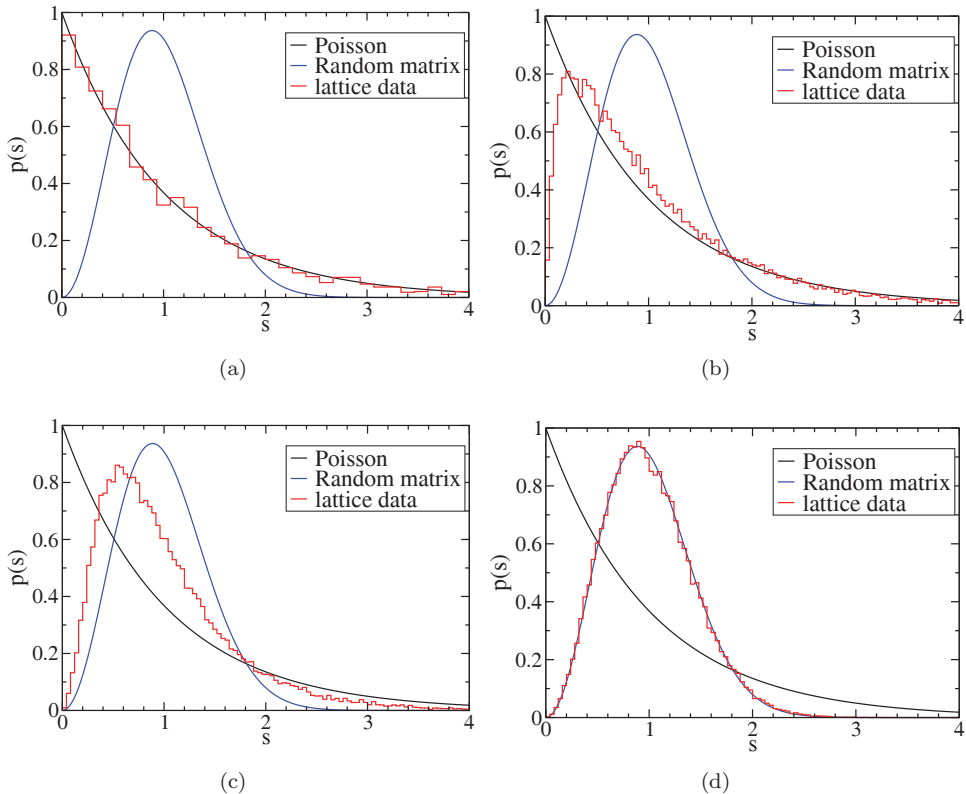 1
0.8
0.6
0.4
0.2
0
p(s)
0 1 2 3 4
s
Poisson
Random matrix
lattice data
(a)
1
0.8
0.6
0.4
0.2
0
p(s)
0 1 2 3 4
s
Poisson
Random matrix
lattice data
(b)
1
0.8
0.6
0.4
0.2
0
p(s)
0 1 2 3 4
s
Poisson
Random matrix
lattice data
(c)
1
0.8
0.6
0.4
0.2
0
p(s)
0 1 2 3 4
s
Poisson
Random matrix
lattice data
(d)